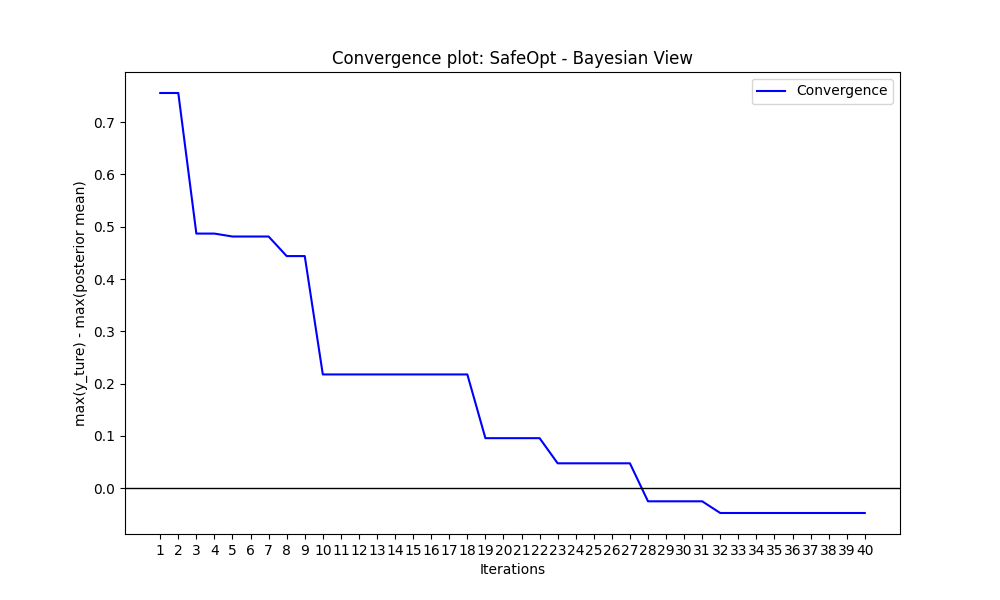 Convergence plot: SafeOpt - Bayesian View
Convergence
max(y_ture) - max(posterior mean)
0.7
0.6
0.5
0.4
0.3
0.2
0.1
0.0
1 2 3 4 5 6 7 8 9 10 11 12 13 14 15 16 17 18 19 20 21 22 23 24 25 26 27 28 29 30 31 32 33 34 35 36 37 38 39 40
Iterations